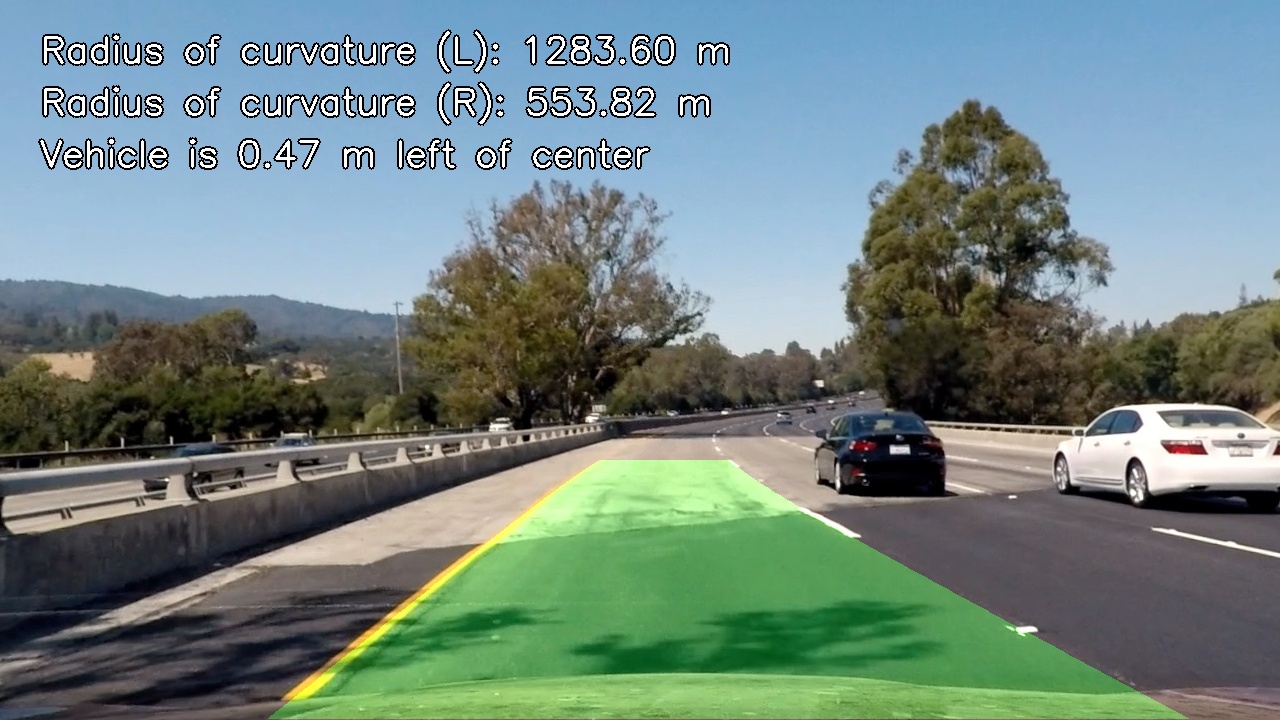 Radius of curvature (L): 1283.60 m
Radius of curvature (R): 553.82 m
Vehicle is 0.47 m left of center